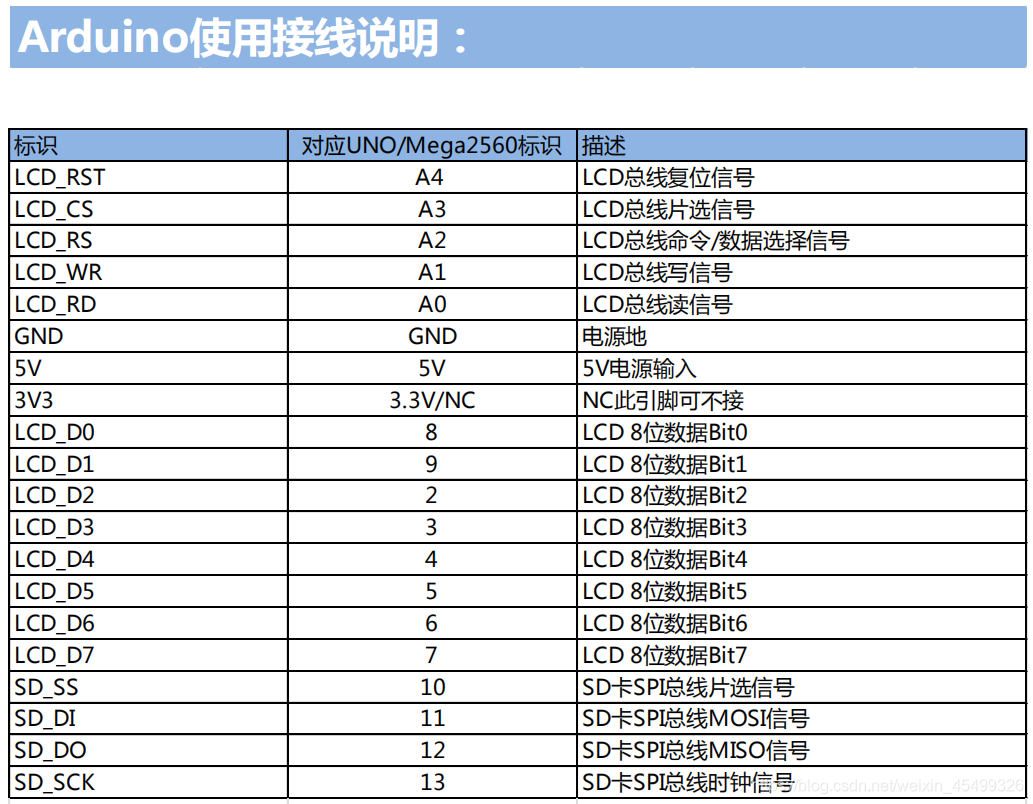 Arduino使用接线说明：
标识 对应UNO/Mega2560标识 描述
LCD_RST A4 LCD总线复位信号
LCD_CS A3 LCD总线片选信号
LCD_RS A2 LCD总线命令/数据选择信号
LCD_WR A1 LCD总线写信号
LCD_RD A0 LCD总线读信号
GND GND 电源地
5V 5V 5V电源输入
3V3 3.3V/NC NC此引脚可不接
LCD_D0 8 LCD 8位数据Bit0
LCD_D1 9 LCD 8位数据Bit1
LCD_D2 2 LCD 8位数据Bit2
LCD_D3 3 LCD 8位数据Bit3
LCD_D4 4 LCD 8位数据Bit4
LCD_D5 5 LCD 8位数据Bit5
LCD_D6 6 LCD 8位数据Bit6
LCD_D7 7 LCD 8位数据Bit7
SD_SS 10 SD卡SPI总线片选信号
SD_DI 11 SD卡SPI总线MOSI信号
SD_DO 12 SD卡SPI总线MISO信号
SD_SCK 13 SD卡SPI总线时钟信号
blog.csdn.net/weixin_45499326